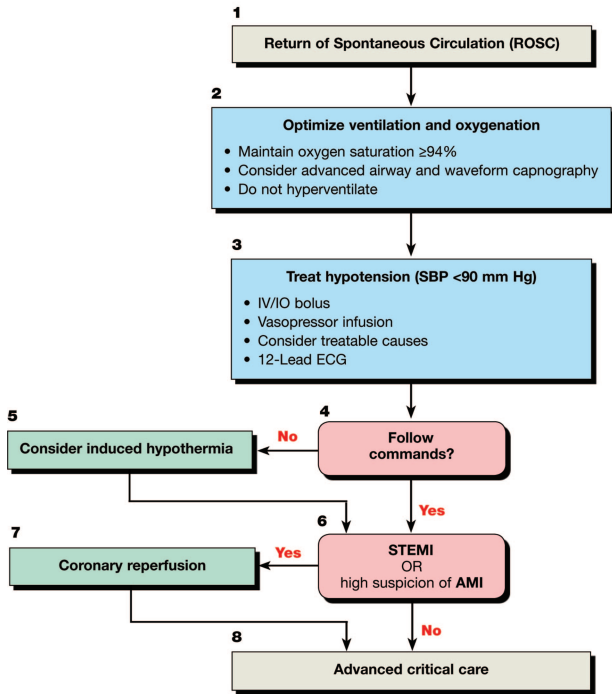 1
Return of Spontaneous Circulation (ROSC)
2
Optimize ventilation and oxygenation
• Maintain oxygen saturation ≥94%
• Consider advanced airway and waveform capnography
• Do not hyperventilate
3
Treat hypotension (SBP <90 mm Hg)
• IV/IO bolus
• Vasopressor infusion
• Consider treatable causes
• 12-Lead ECG
4
Follow
commands?
No
5
Consider induced hypothermia
Yes
6
STEMI
OR
high suspicion of AMI
Yes
7
Coronary reperfusion
No
8
Advanced critical care